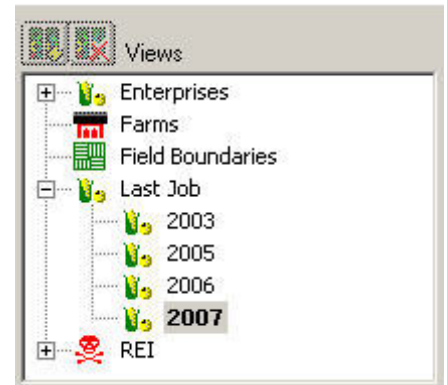 Views
Enterprises
Farms
Field Boundaries
Last Job
2003
2005
2006
2007
REI